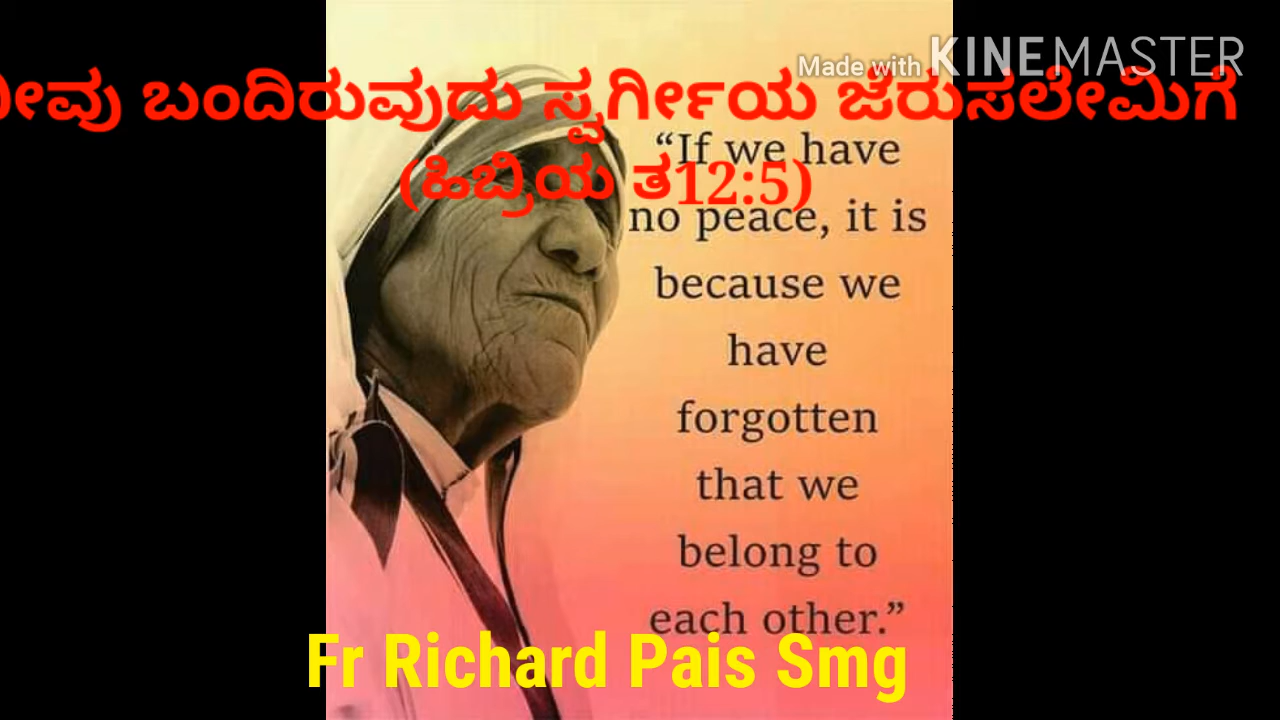 Made with KINEMASTER
ನೀವು ಬಂದಿರುವುದು ಸ್ವರ್ಗೀಯ ಜೆರುಸಲೇಮಿಗೆ
(ಹಿಬ್ರಿಯ ತ12:5)
“If we have
no peace, it is
because we
have
forgotten
that we
belong to
each other.”
Fr Richard Pais Smg